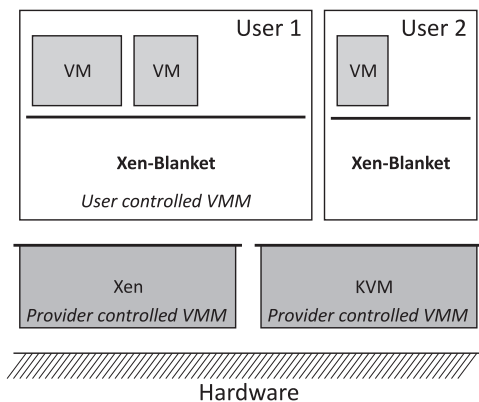 User 1
User 2
VM
VM
VM
Xen-Blanket
Xen-Blanket
User controlled VMM
Xen
KVM
Provider controlled VMM
Provider controlled VMM
Hardware